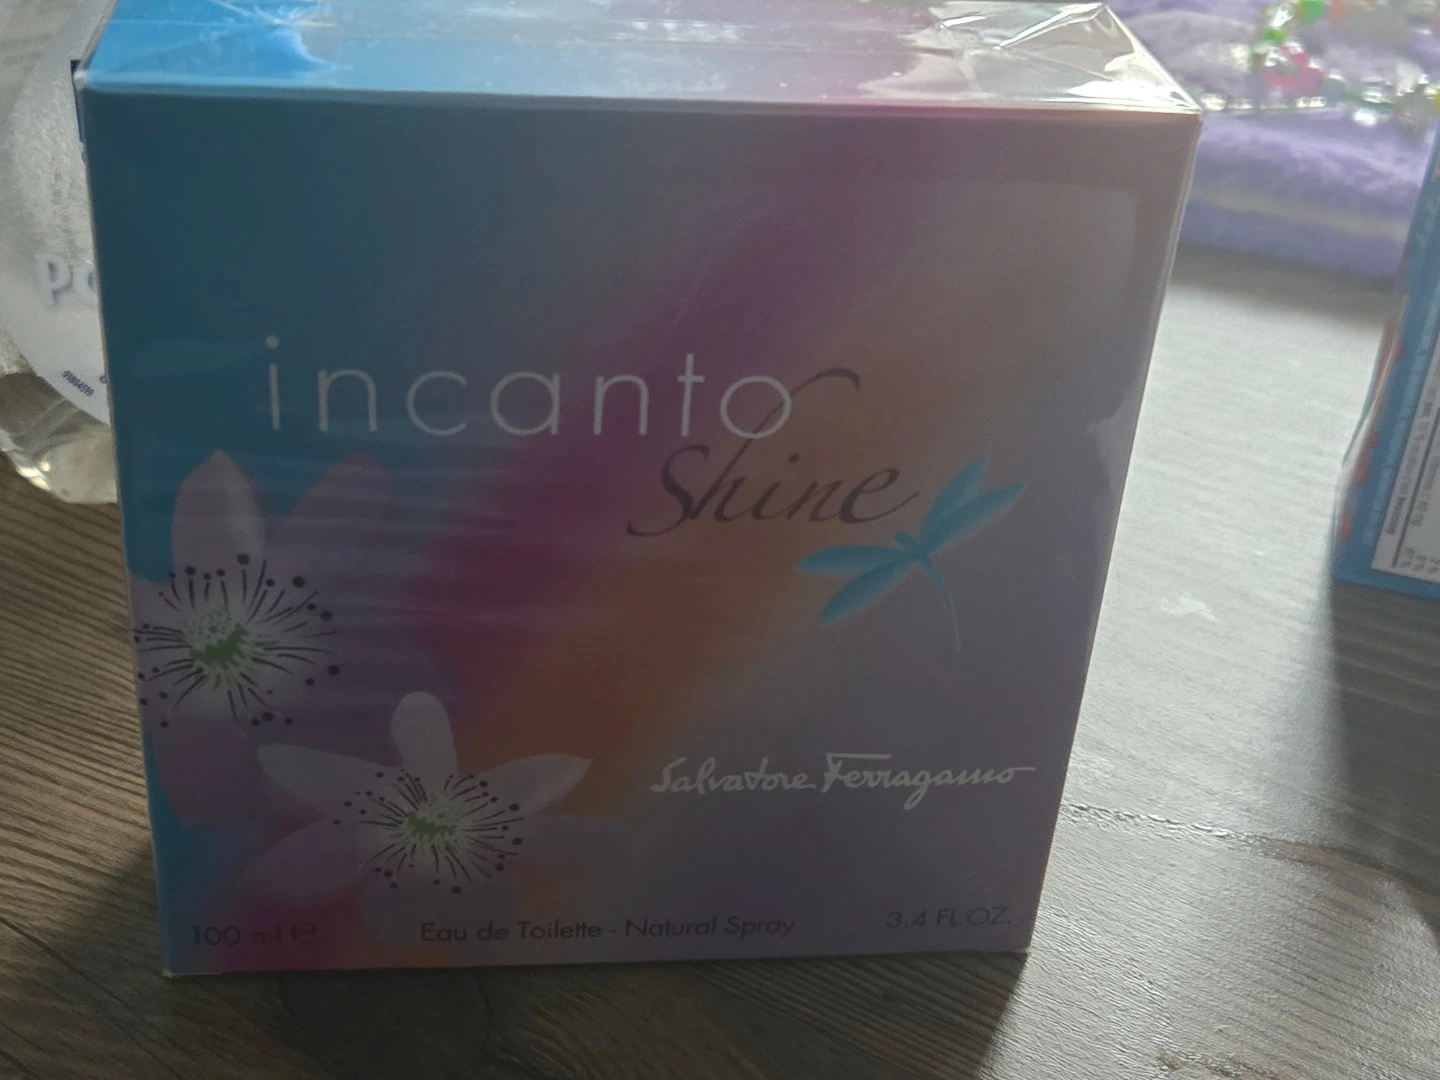 incanto
Shine
Salvatore Ferragamo
100 ml ℮
Eau de Toilette - Natural Spray
3.4 FL.OZ.